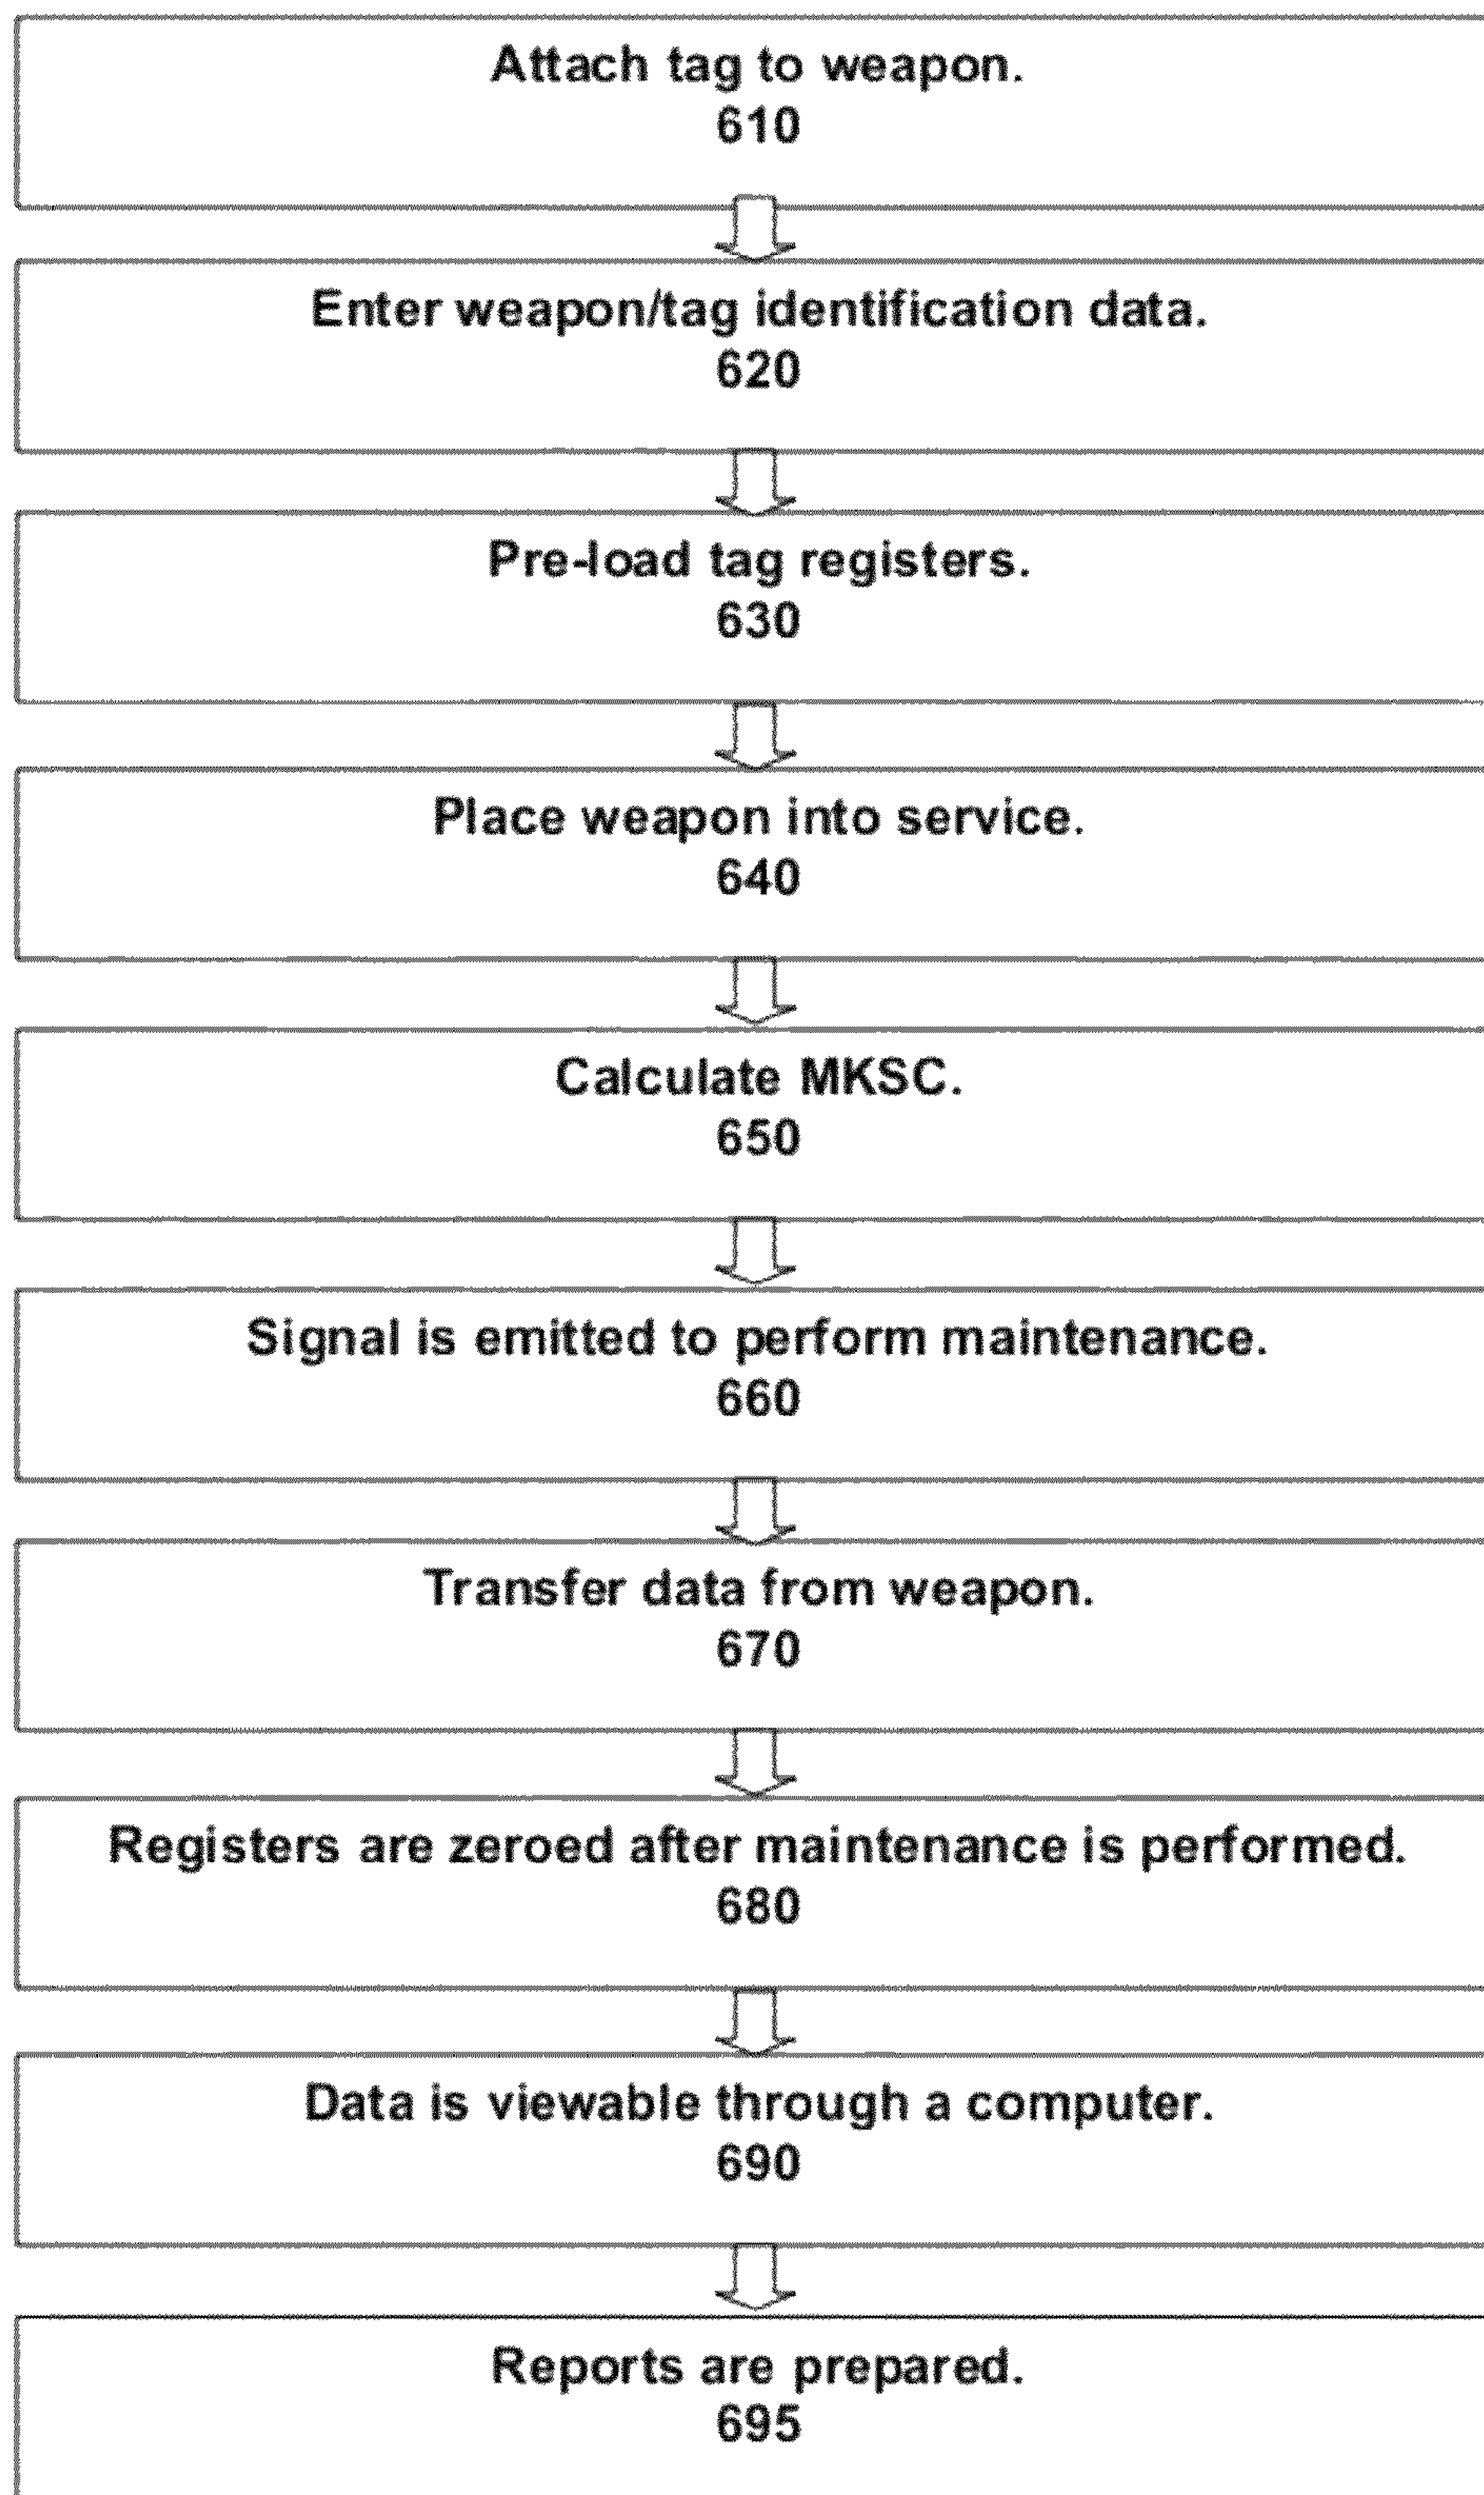 Attach tag to weapon.
610
Enter weapon/tag identification data.
620
Pre-load tag registers.
630
Place weapon into service.
640
Calculate MKSC.
650
Signal is emitted to perform maintenance.
660
Transfer data from weapon.
670
Registers are zeroed after maintenance is performed.
680
Data is viewable through a computer.
690
Reports are prepared.
695